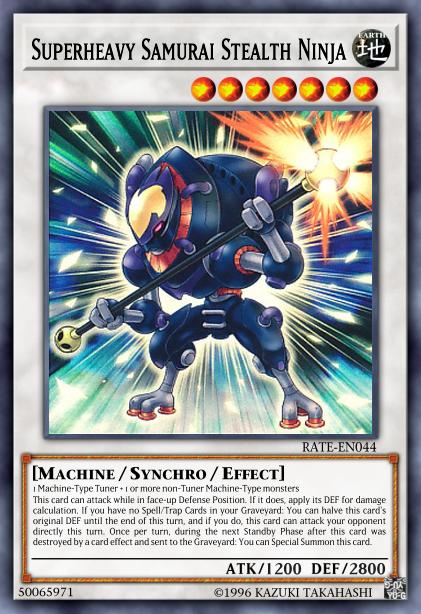 Superheavy Samurai Stealth Ninja
EARTH
地
RATE-EN044
[Machine / Synchro / Effect]
1 Machine-Type Tuner + 1 or more non-Tuner Machine-Type monsters
This card can attack while in face-up Defense Position. If it does, apply its DEF for damage
calculation. If you have no Spell/Trap Cards in your Graveyard: You can halve this card's
original DEF until the end of this turn, and if you do, this card can attack your opponent
directly this turn. Once per turn, during the next Standby Phase after this card was
destroyed by a card effect and sent to the Graveyard: You can Special Summon this card.
ATK/1200 DEF/2800
50065971
©1996 KAZUKI TAKAHASHI